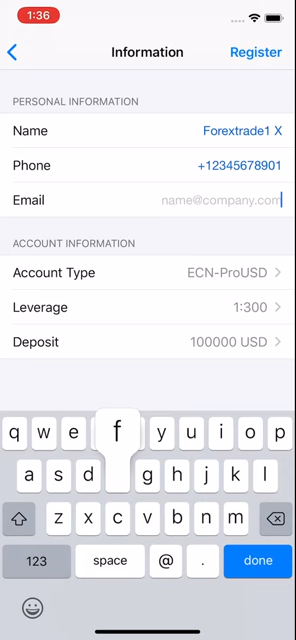 1:36
Information
Register
PERSONAL INFORMATION
Name Forextrade1 X
Phone +12345678901
Email name@company.com
ACCOUNT INFORMATION
Account Type ECN-ProUSD
Leverage 1:300
Deposit 100000 USD
q w e f y u i o p
a s d g h j k l
z x c v b n m
123 space @ . done